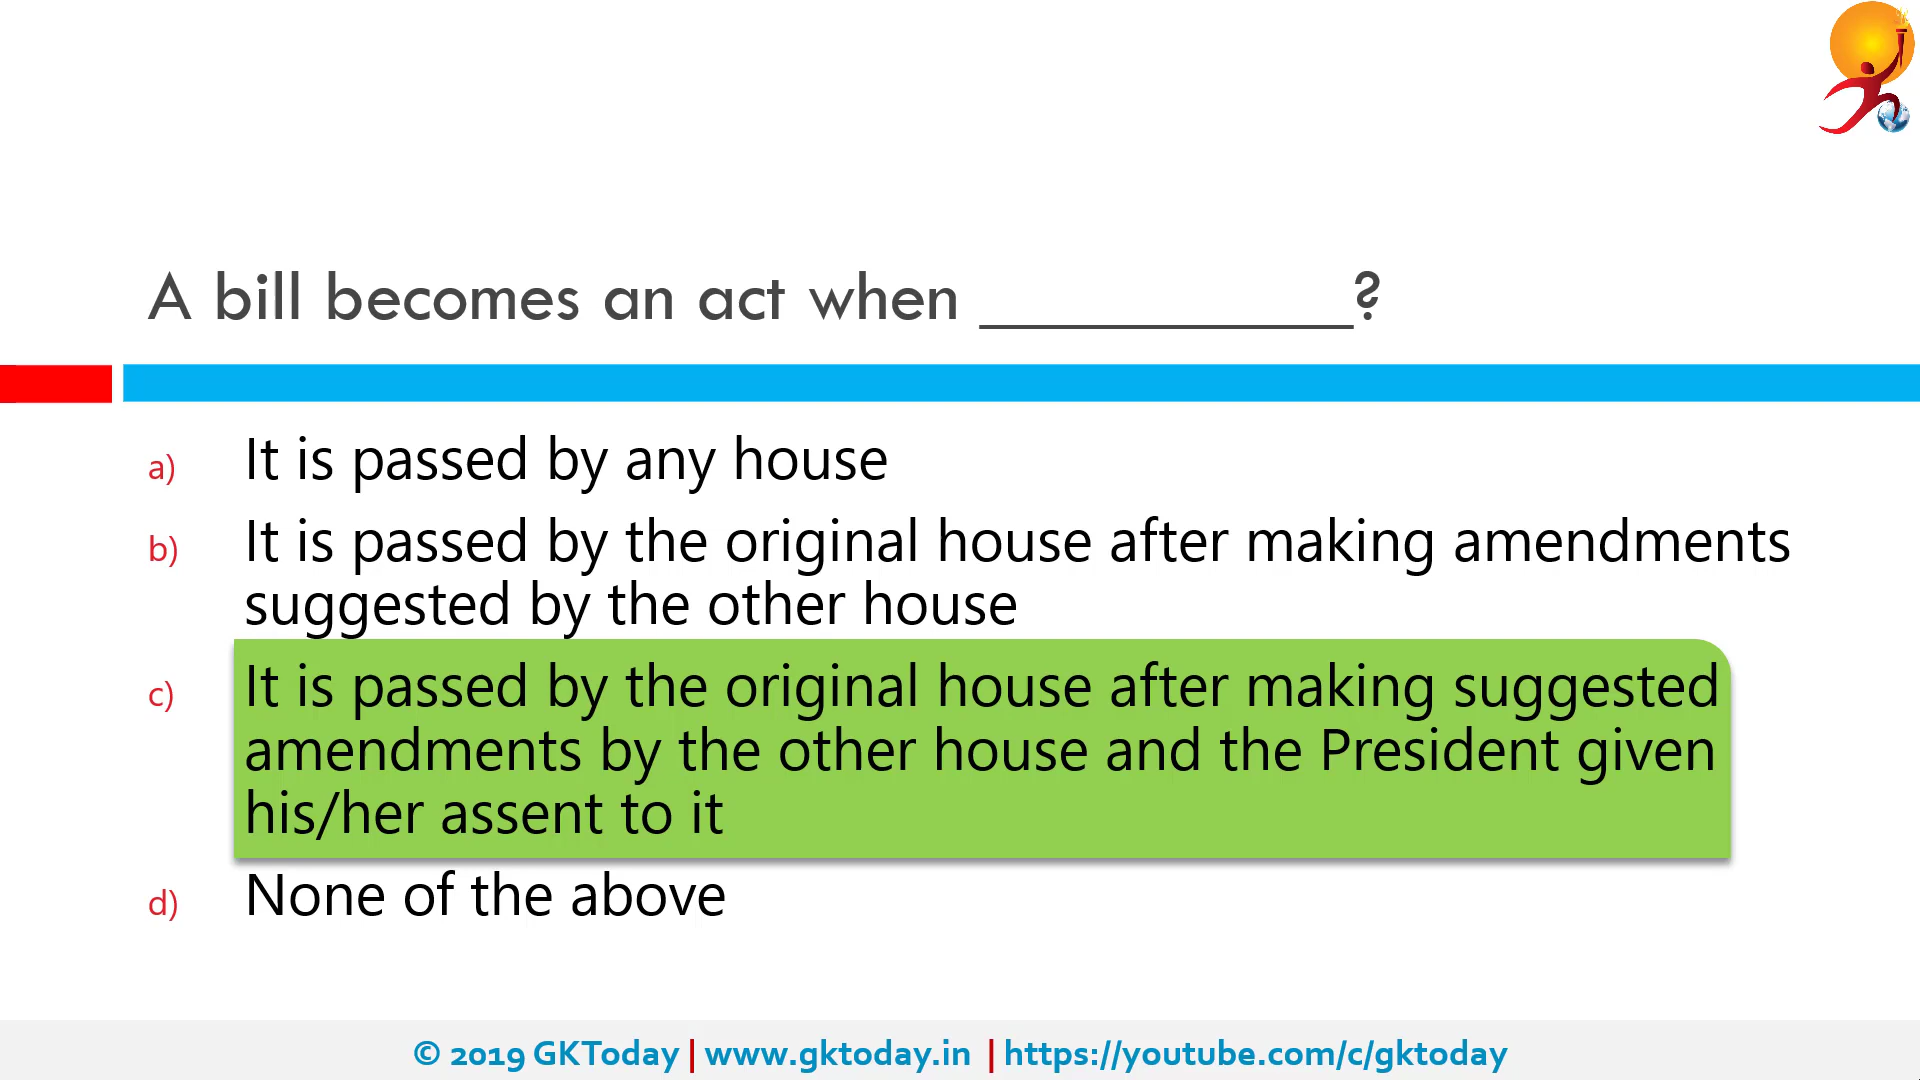 A bill becomes an act when ___________?
a) It is passed by any house
b) It is passed by the original house after making amendments
suggested by the other house
c) It is passed by the original house after making suggested
amendments by the other house and the President given
his/her assent to it
d) None of the above
© 2019 GKToday | www.gktoday.in | https://youtube.com/c/gktoday